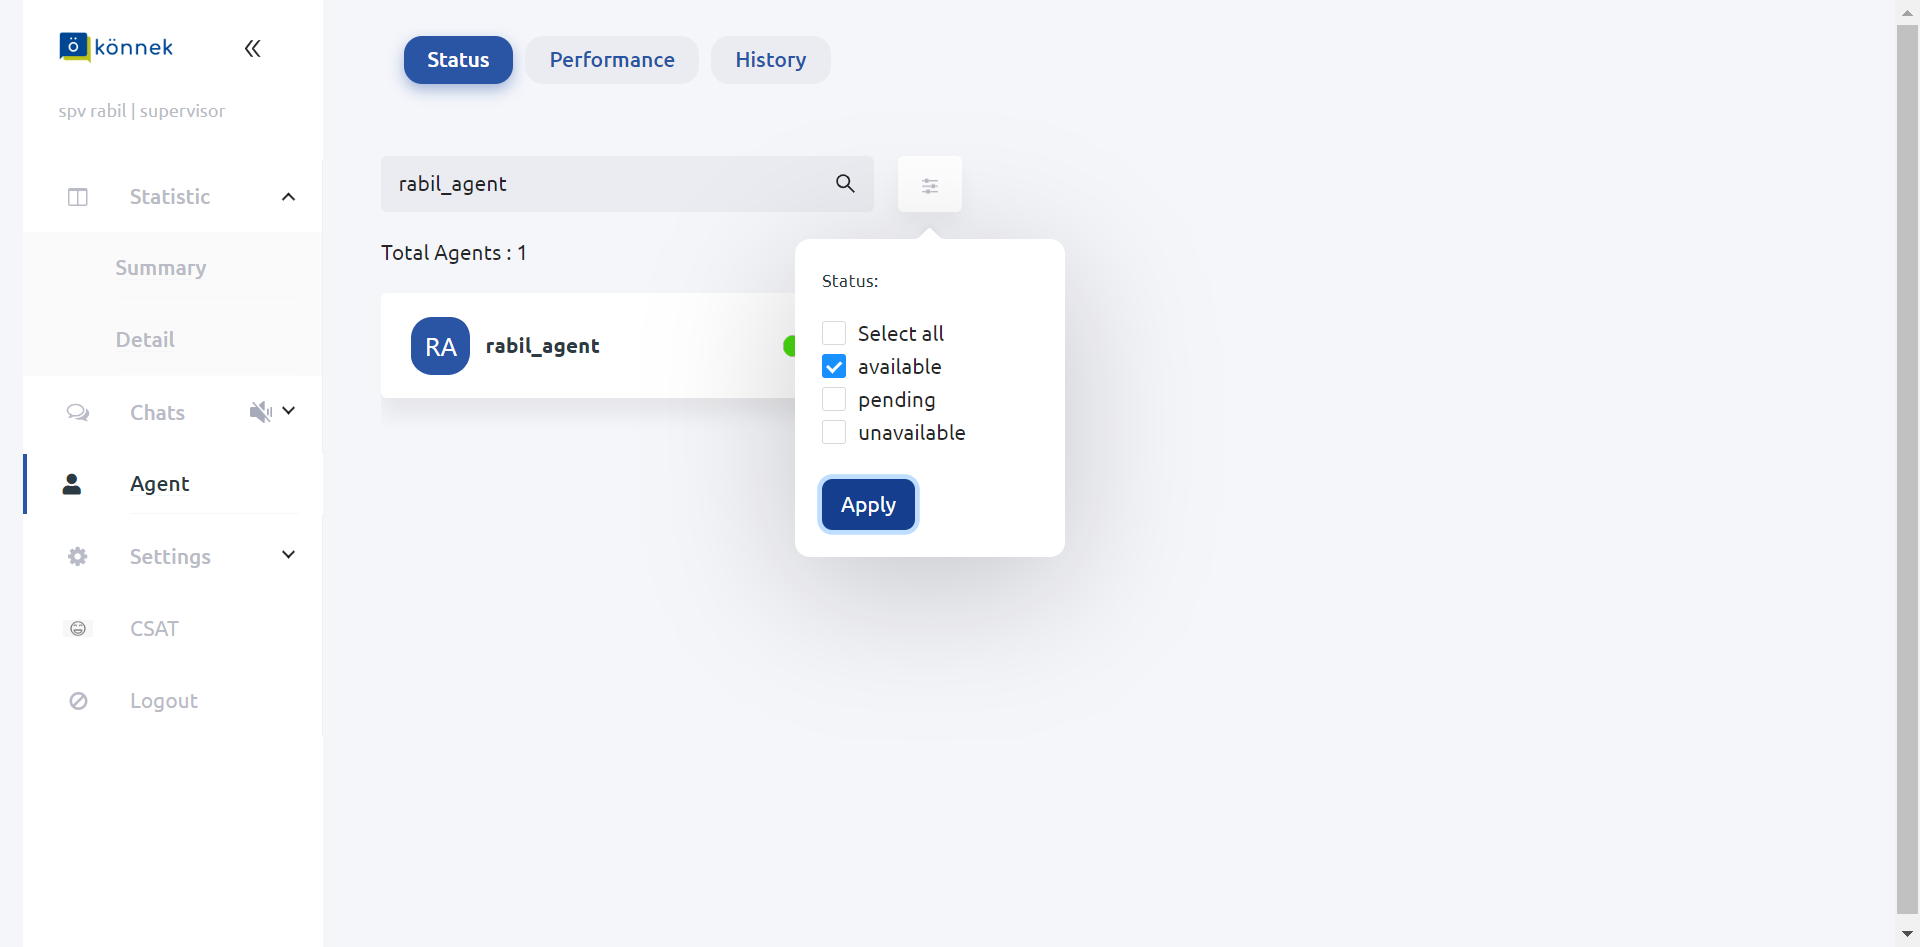 ö könnek
spv rabil | supervisor
Statistic
Summary
Detail
Chats
Agent
Settings
CSAT
Logout
Status
Performance
History
rabil_agent
Total Agents : 1
RA
rabil_agent
Status:
Select all
available
pending
unavailable
Apply